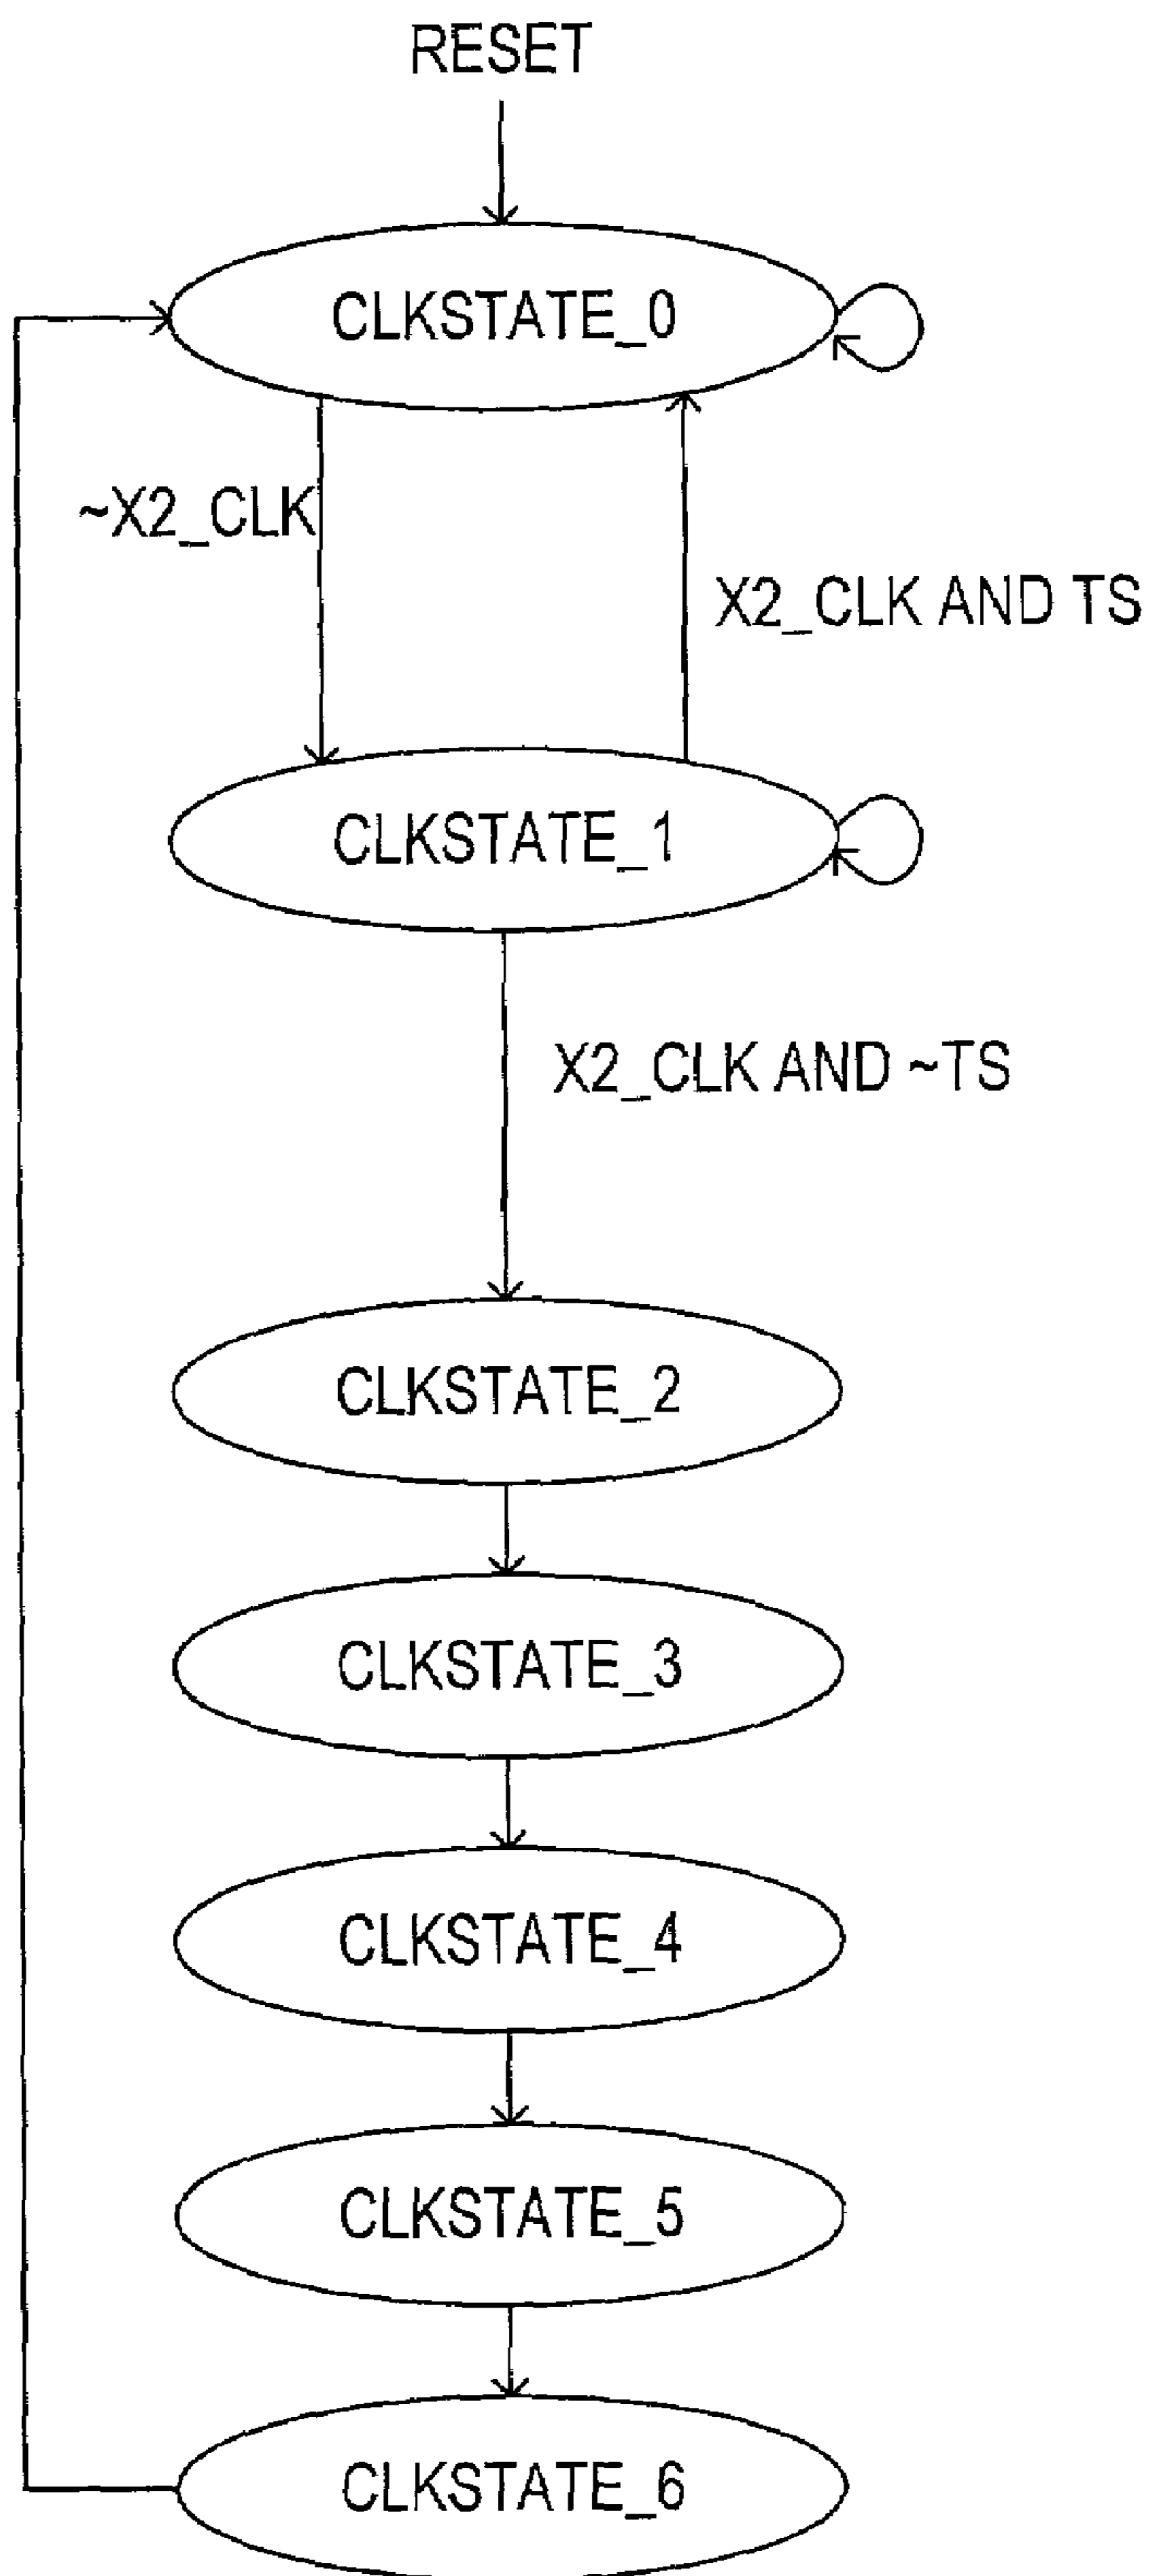 RESET
CLKSTATE_0
~X2_CLK
X2_CLK AND TS
CLKSTATE_1
X2_CLK AND ~TS
CLKSTATE_2
CLKSTATE_3
CLKSTATE_4
CLKSTATE_5
CLKSTATE_6